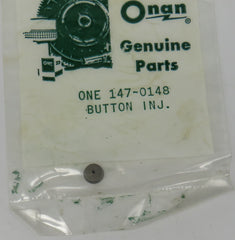 Onan
Genuine
Parts
ONE 147-0148
BUTTON INJ.